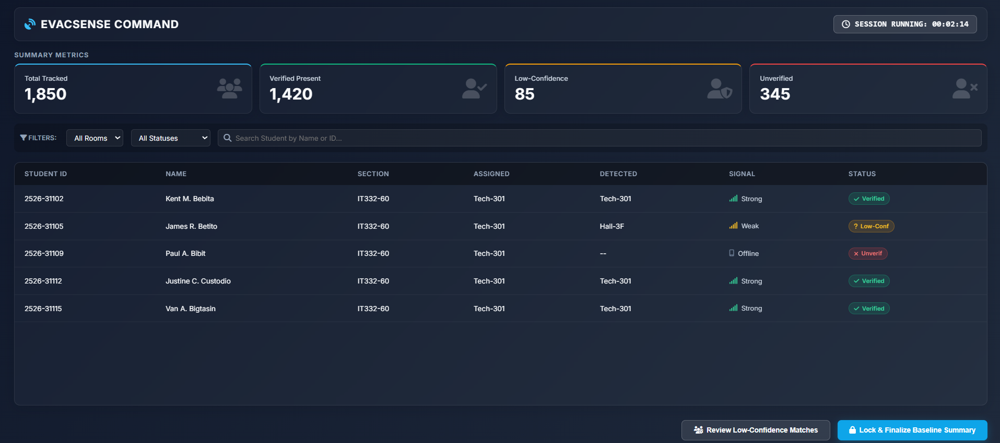 EVACSENSE COMMAND
SESSION RUNNING: 00:02:14
SUMMARY METRICS
Total Tracked
1,850
Verified Present
1,420
Low-Confidence
85
Unverified
345
FILTERS:
All Rooms
All Statuses
Search Student by Name or ID...
STUDENT ID NAME SECTION ASSIGNED DETECTED SIGNAL STATUS
2526-31102 Kent M. Bebita IT332-60 Tech-301 Tech-301 Strong Verified
2526-31105 James R. Betito IT332-60 Tech-301 Hall-3F Weak ? Low-Conf
2526-31109 Paul A. Bibit IT332-60 Tech-301 -- Offline Unverif
2526-31112 Justine C. Custodio IT332-60 Tech-301 Tech-301 Strong Verified
2526-31115 Van A. Bigtasin IT332-60 Tech-301 Tech-301 Strong Verified
Review Low-Confidence Matches
Lock & Finalize Baseline Summary